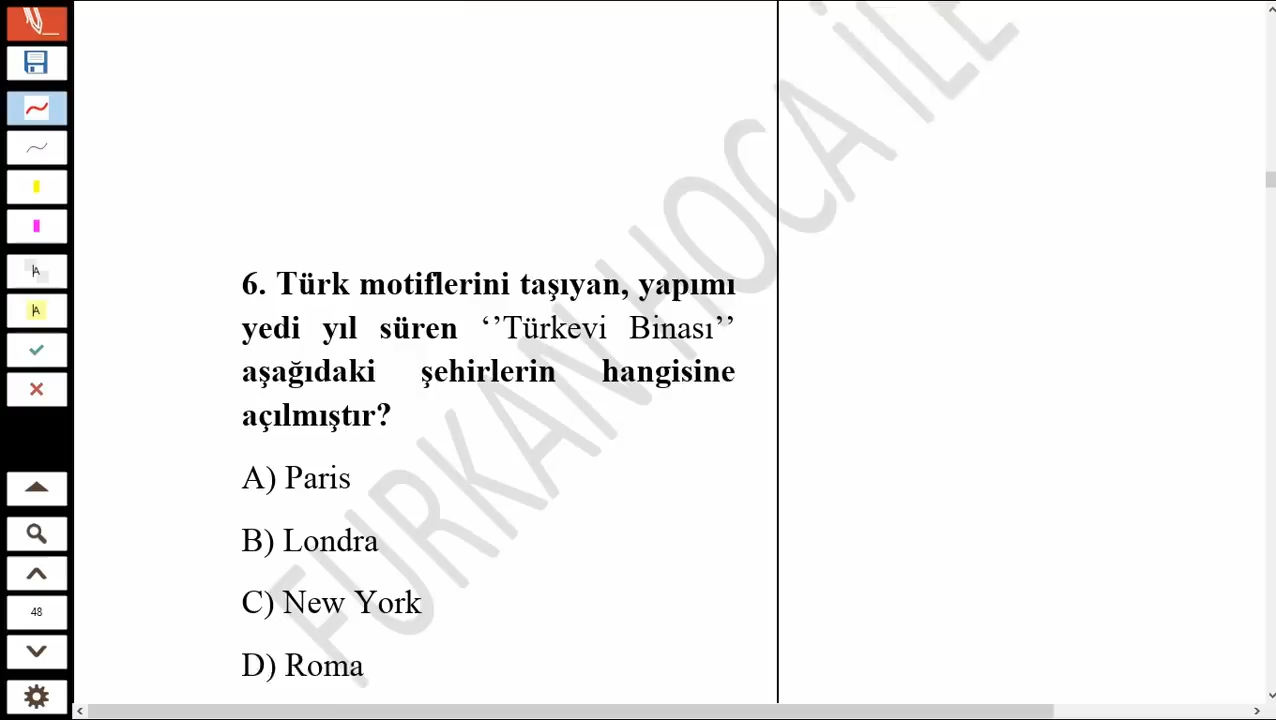 FURKAN HOCA İLE
6. Türk motiflerini taşıyan, yapımı
yedi yıl süren ‘’Türkevi Binası’’
aşağıdaki şehirlerin hangisine
açılmıştır?
A) Paris
B) Londra
C) New York
D) Roma
48